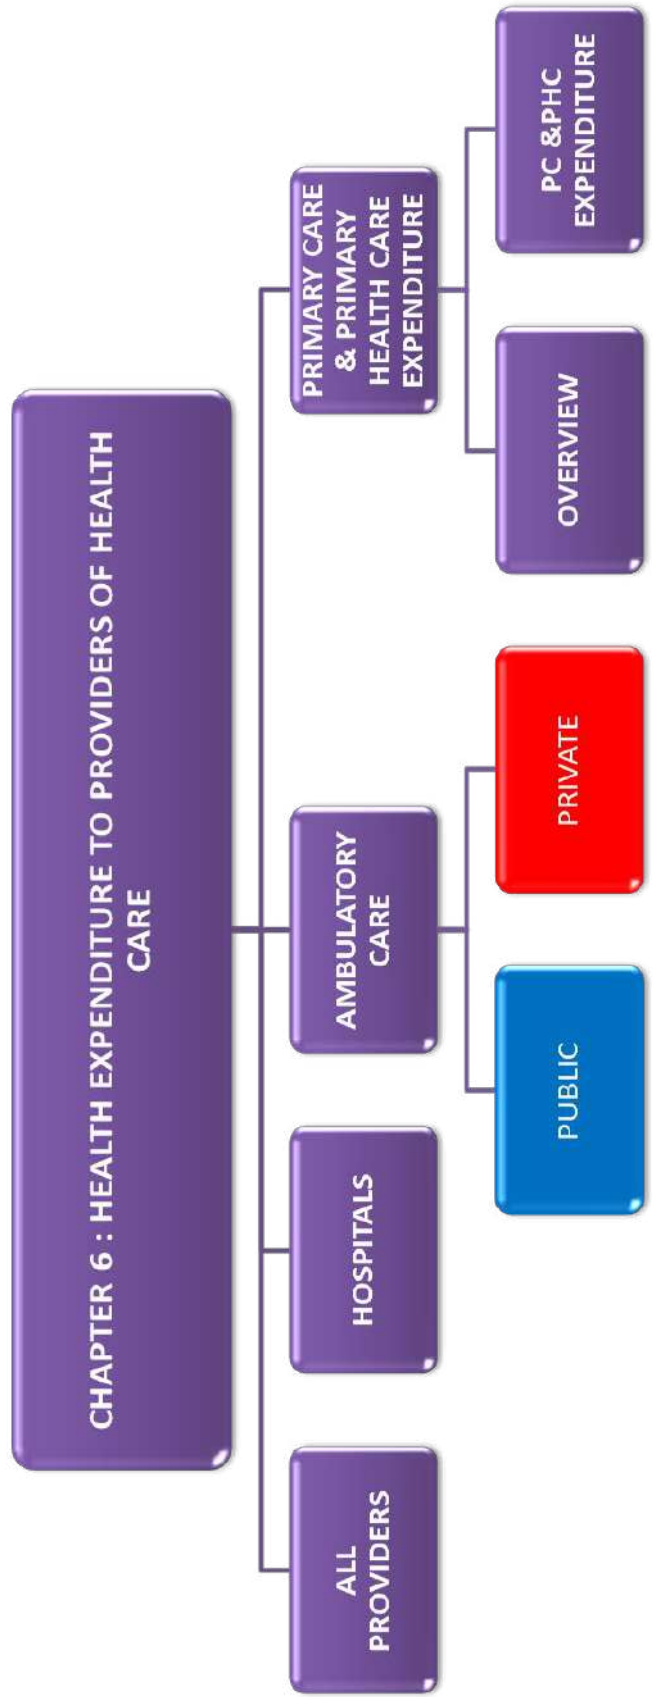 CHAPTER 6 : HEALTH EXPENDITURE TO PROVIDERS OF HEALTH
CARE
ALL
PROVIDERS
HOSPITALS
AMBULATORY
CARE
PRIMARY CARE
& PRIMARY
HEALTH CARE
EXPENDITURE
PUBLIC
PRIVATE
OVERVIEW
PC &PHC
EXPENDITURE